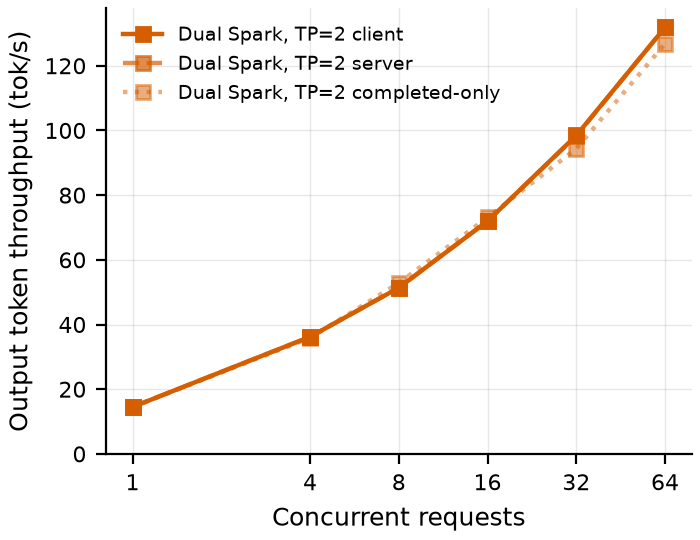 Dual Spark, TP=2 client
Dual Spark, TP=2 server
Dual Spark, TP=2 completed-only
Output token throughput (tok/s)
120
100
80
60
40
20
0
1 4 8 16 32 64
Concurrent requests